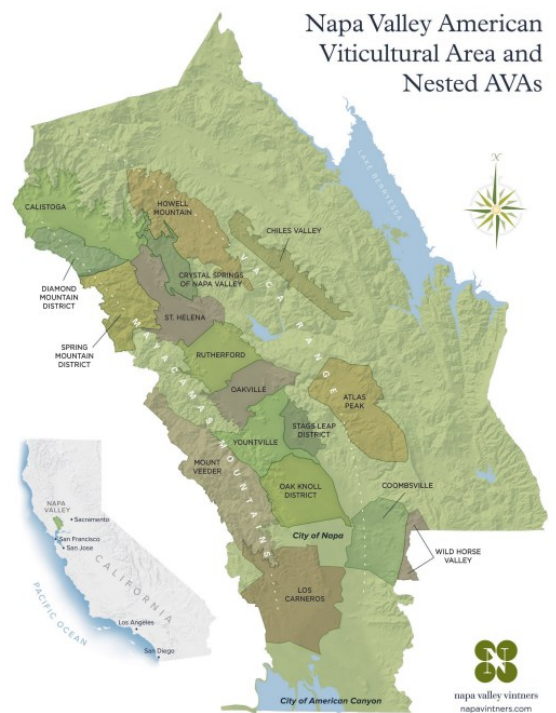 Napa Valley American
Viticultural Area and
Nested AVAs
LAKE BERRYESSA
N
CALISTOGA
HOWELL
MOUNTAIN
CHILES VALLEY
DIAMOND
MOUNTAIN
DISTRICT
CRYSTAL SPRINGS
OF NAPA VALLEY
VACA RANGE
ST. HELENA
SPRING
MOUNTAIN
DISTRICT
MAYACAMAS MOUNTAINS
RUTHERFORD
OAKVILLE
ATLAS
PEAK
STAGS LEAP
DISTRICT
YOUNTVILLE
MOUNT
VEEDER
OAK KNOLL
DISTRICT
COOMBSVILLE
City of Napa
WILD HORSE
VALLEY
LOS
CARNEROS
City of American Canyon
NAPA
VALLEY
Sacramento
San Francisco
San Jose
CALIFORNIA
PACIFIC OCEAN
Los Angeles
San Diego
N
napa valley vintners
napavintners.com